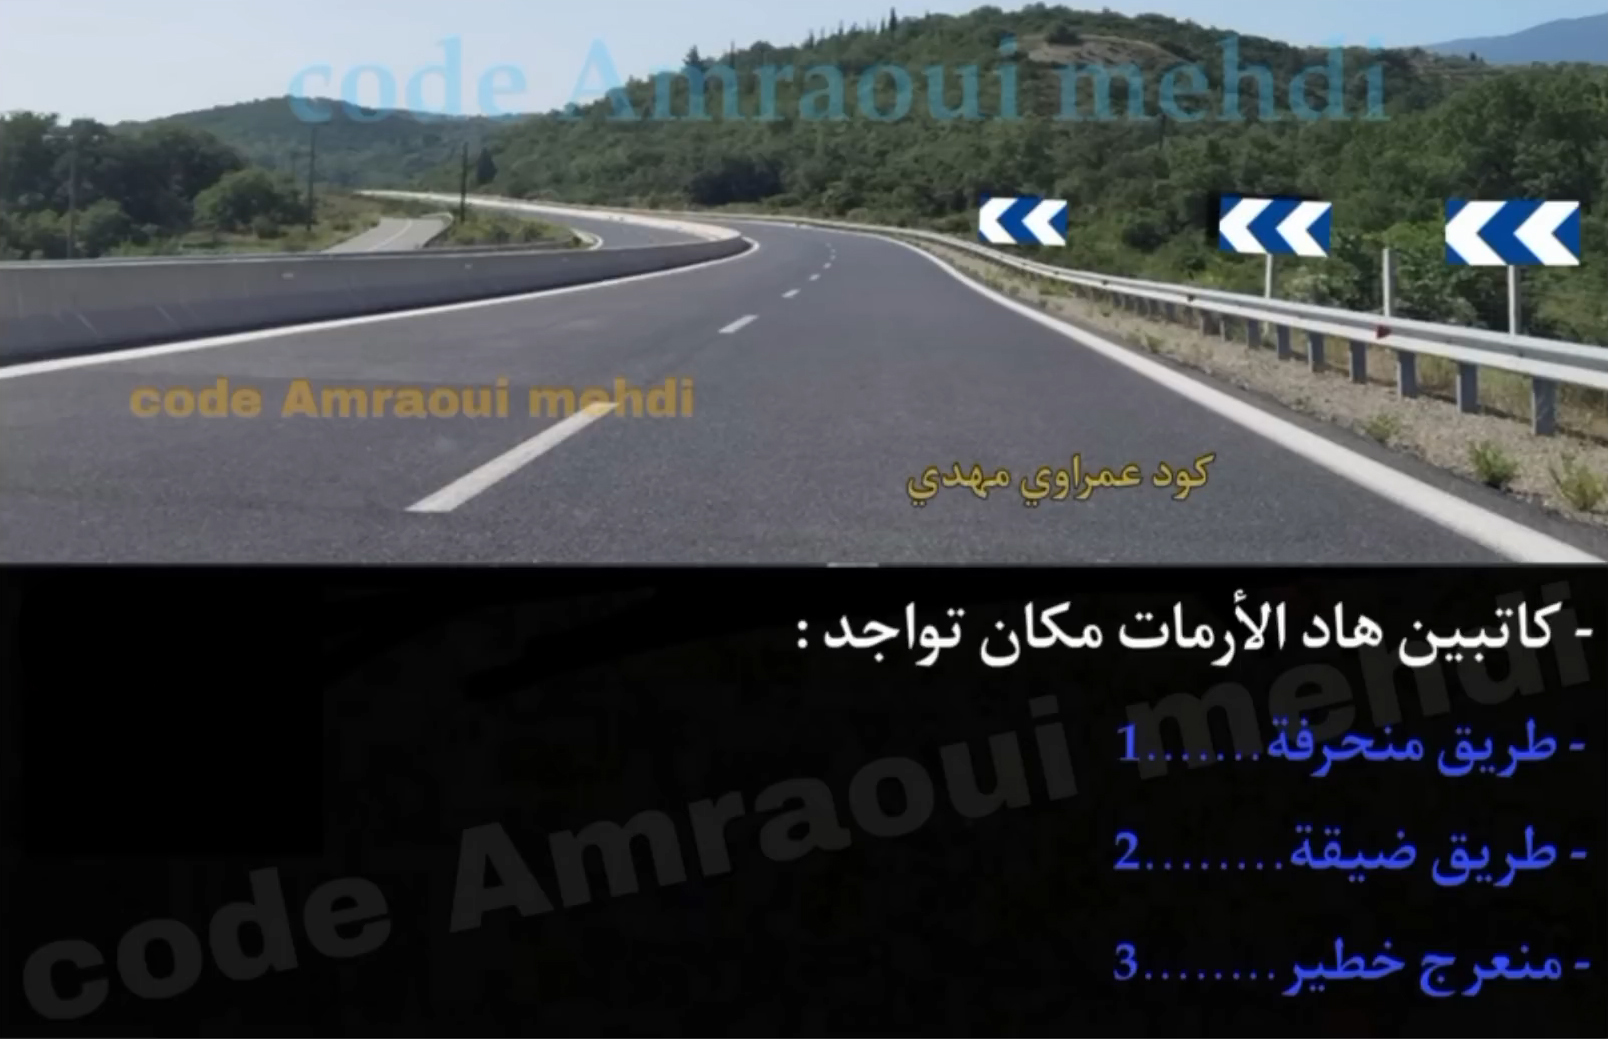 code Amraoui mehdi
code Amraoui mehdi
كود عمراوي مهدي
- كاتبين هاد الأرمات مكان تواجد :
- طريق منحرفة.......1
- طريق ضيقة........2
- منعرج خطير........3
code Amraoui mehdi